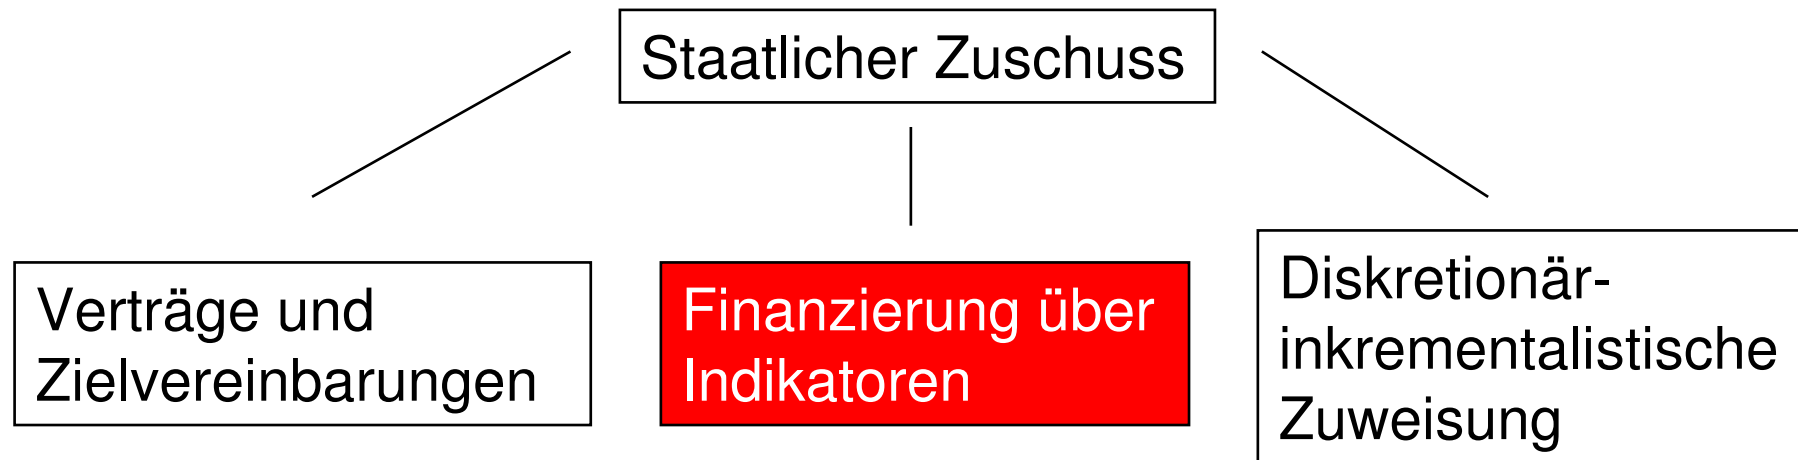 Staatlicher Zuschuss
Verträge und
Zielvereinbarungen
Finanzierung über
Indikatoren
Diskretionär-
inkrementalistische
Zuweisung